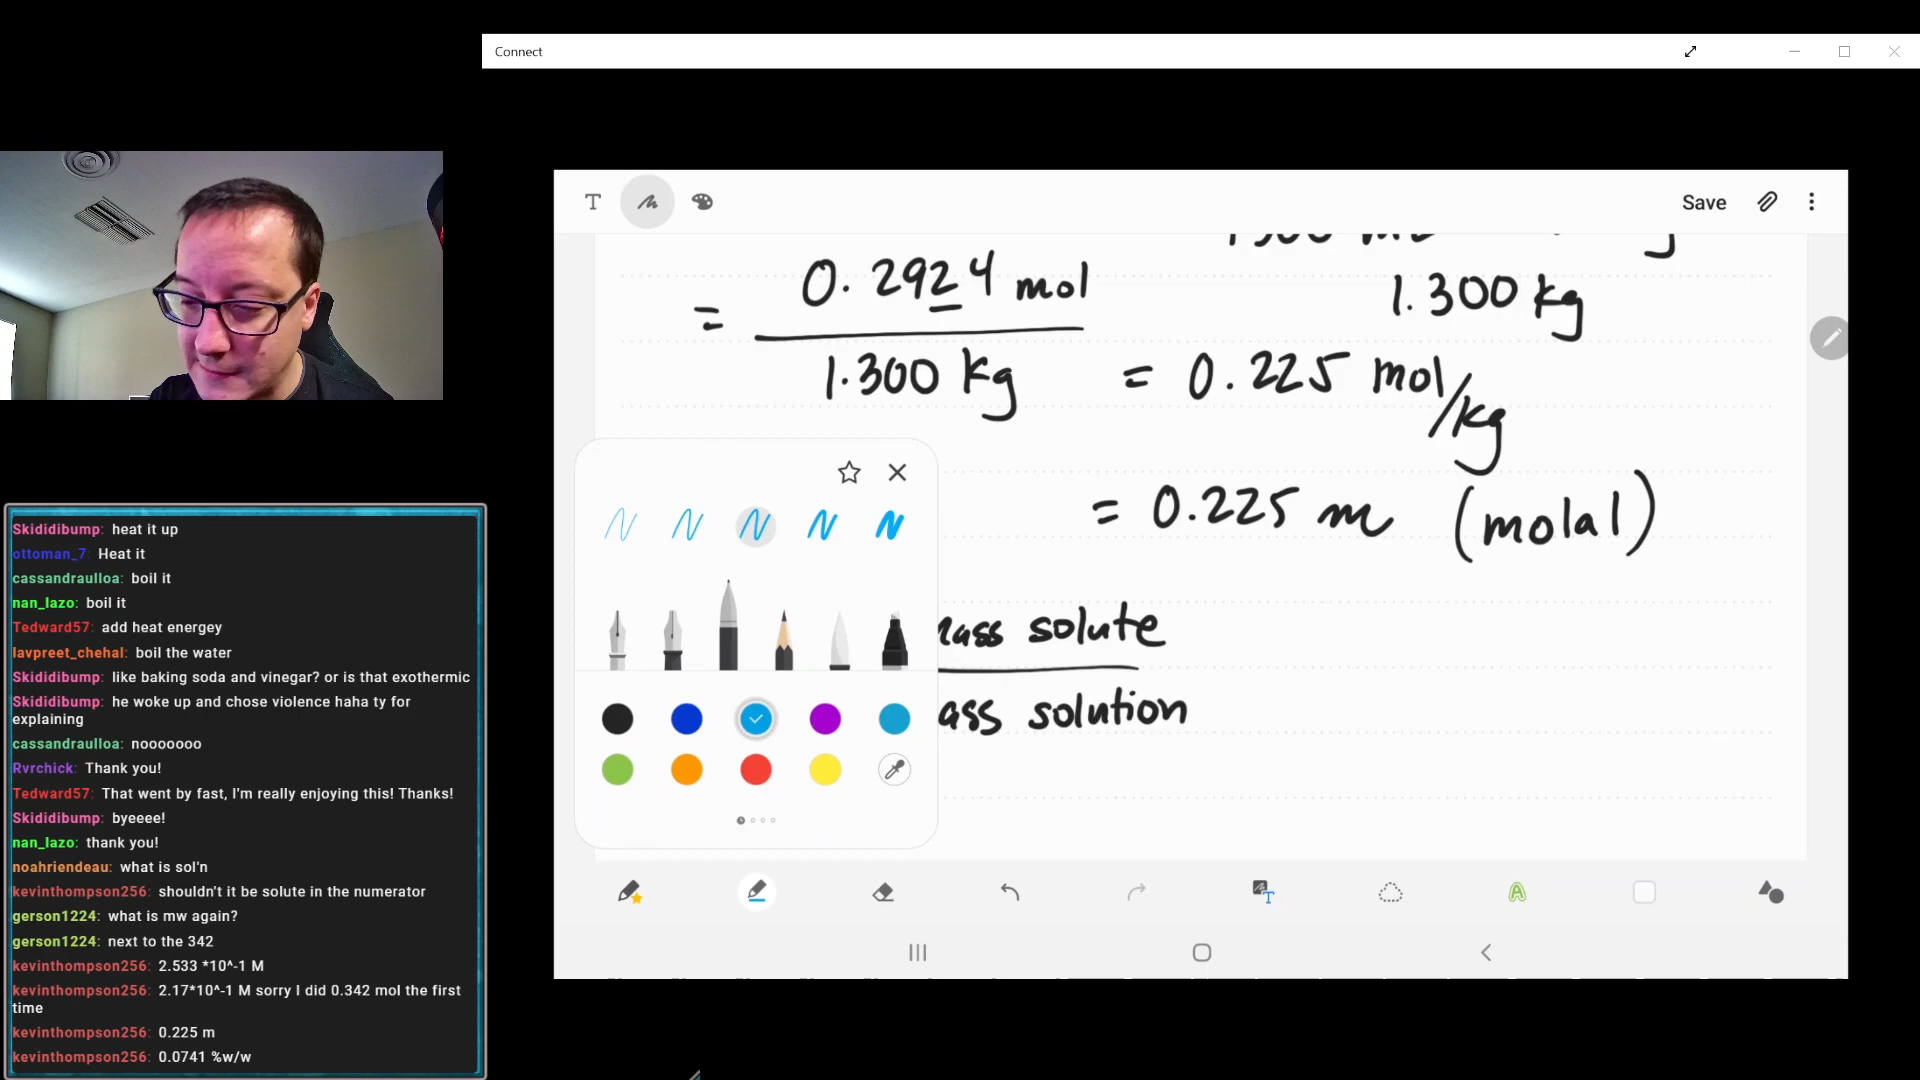 Connect
T
Save
0.2924 mol
1.300 kg
=
1.300 kg
= 0.225 mol/kg
= 0.225 m (molal)
mass solute
ass solution
Skididibump: heat it up
ottoman_7: Heat it
cassandraulloa: boil it
nan_lazo: boil it
Tedward57: add heat energey
lavpreet_chehal: boil the water
Skididibump: like baking soda and vinegar? or is that exothermic
Skididibump: he woke up and chose violence haha ty for
explaining
cassandraulloa: nooooooo
Rvrchick: Thank you!
Tedward57: That went by fast, I'm really enjoying this! Thanks!
Skididibump: byeeee!
nan_lazo: thank you!
noahriendeau: what is sol'n
kevinthompson256: shouldn't it be solute in the numerator
gerson1224: what is mw again?
gerson1224: next to the 342
kevinthompson256: 2.533 *10^-1 M
kevinthompson256: 2.17*10^-1 M sorry I did 0.342 mol the first
time
kevinthompson256: 0.225 m
kevinthompson256: 0.0741 %w/w